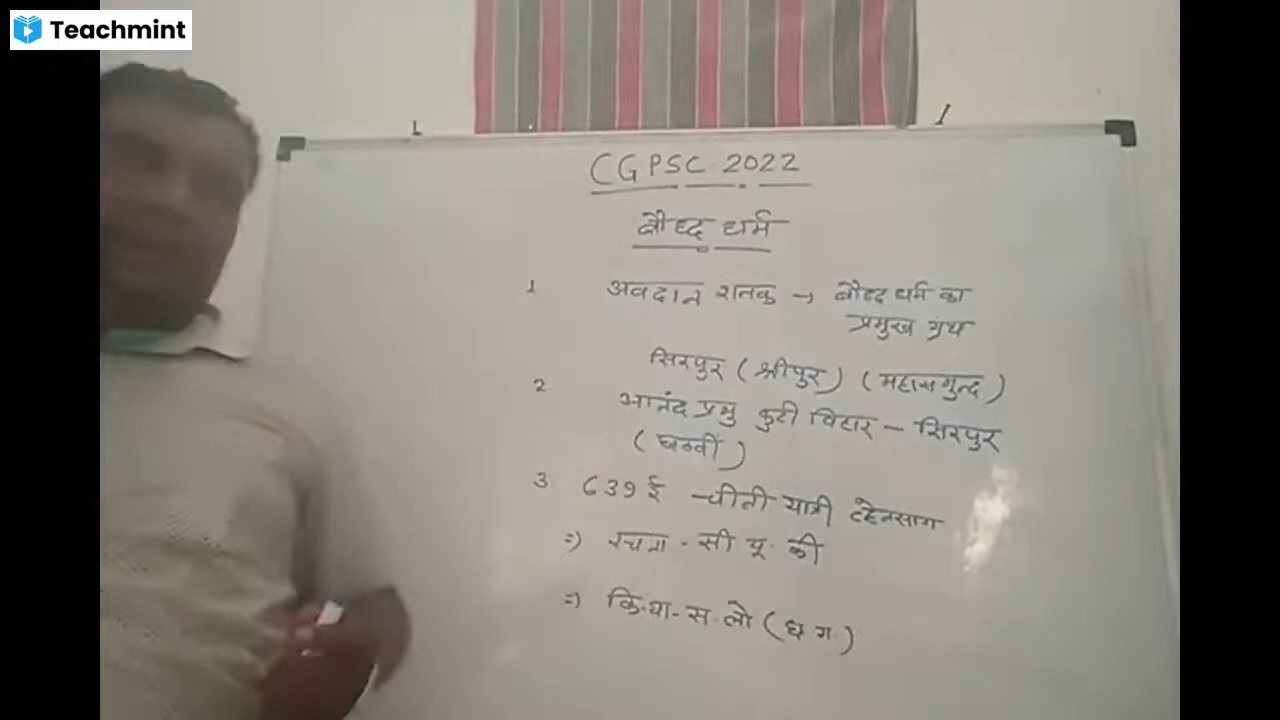 Teachmint
CGPSC 2022
बौद्ध धर्म
1 अवदान शतक → बौद्ध धर्म का
प्रमुख ग्रंथ
सिरपुर (श्रीपुर) (महासमुन्द)
2 आनंद प्रभु कुटी विहार - सिरपुर
(छठवीं)
3 639 ई - चीनी यात्री व्हेनसांग
=> रचना - सी यू की
=> कि-या-स-लो (छ ग)